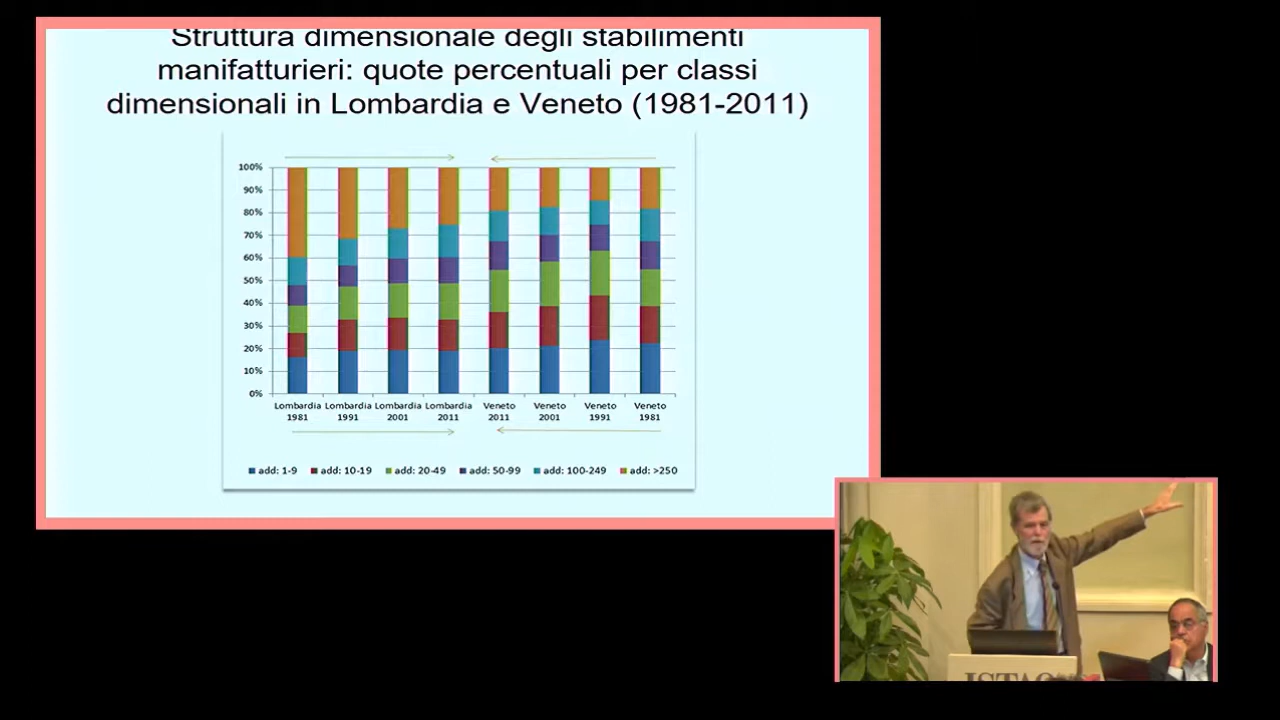 Struttura dimensionale degli stabilimenti
manifatturieri: quote percentuali per classi
dimensionali in Lombardia e Veneto (1981-2011)
100%
90%
80%
70%
60%
50%
40%
30%
20%
10%
0%
Lombardia Lombardia Lombardia Lombardia Veneto Veneto Veneto Veneto
1981 1991 2001 2011 2011 2001 1991 1981
add: 1-9 add: 10-19 add: 20-49 add: 50-99 add: 100-249 add: >250